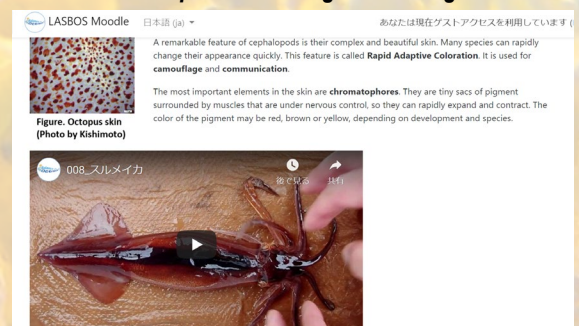 LASBOS Moodle 日本語 (ja)
あなたは現在ゲストアクセスを利用しています
A remarkable feature of cephalopods is their complex and beautiful skin. Many species can rapidly
change their appearance quickly. This feature is called Rapid Adaptive Coloration. It is used for
camouflage and communication.
The most important elements in the skin are chromatophores. They are tiny sacs of pigment
surrounded by muscles that are under nervous control, so they can rapidly expand and contract. The
color of the pigment may be red, brown or yellow, depending on development and species.
Figure. Octopus skin
(Photo by Kishimoto)
008_スルメイカ
後で見る 共有